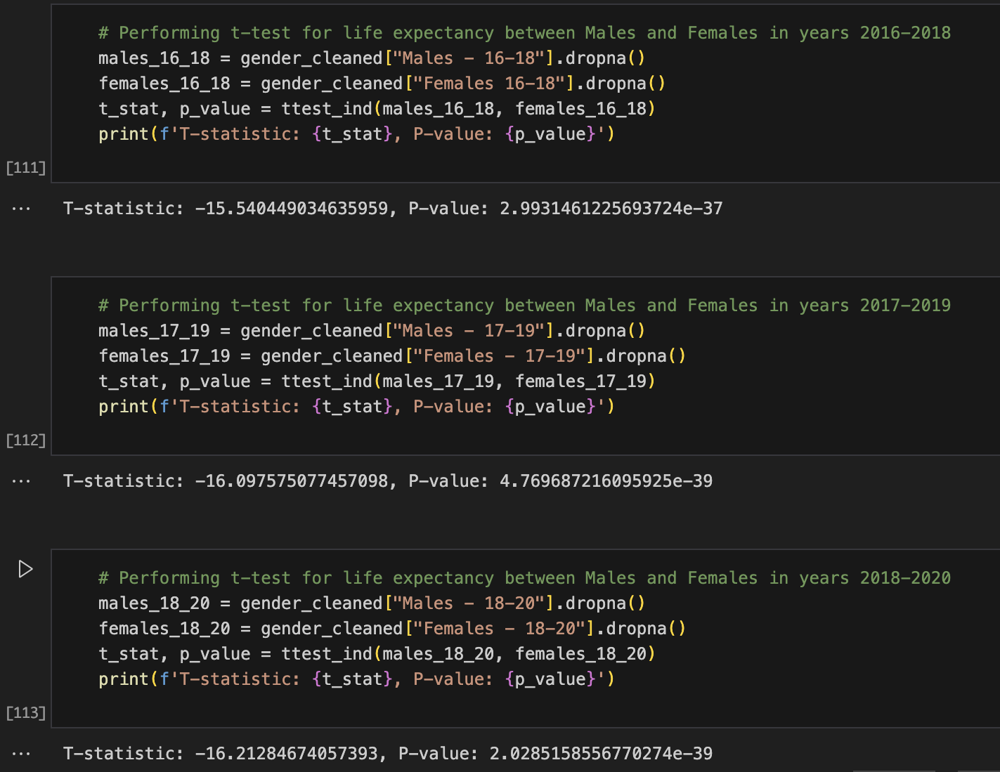 # Performing t-test for life expectancy between Males and Females in years 2016-2018
males_16_18 = gender_cleaned["Males - 16-18"].dropna()
females_16_18 = gender_cleaned["Females 16-18"].dropna()
t_stat, p_value = ttest_ind(males_16_18, females_16_18)
print(f'T-statistic: {t_stat}, P-value: {p_value}')
[111]
... T-statistic: -15.540449034635959, P-value: 2.9931461225693724e-37
# Performing t-test for life expectancy between Males and Females in years 2017-2019
males_17_19 = gender_cleaned["Males - 17-19"].dropna()
females_17_19 = gender_cleaned["Females - 17-19"].dropna()
t_stat, p_value = ttest_ind(males_17_19, females_17_19)
print(f'T-statistic: {t_stat}, P-value: {p_value}')
[112]
... T-statistic: -16.097575077457098, P-value: 4.769687216095925e-39
# Performing t-test for life expectancy between Males and Females in years 2018-2020
males_18_20 = gender_cleaned["Males - 18-20"].dropna()
females_18_20 = gender_cleaned["Females - 18-20"].dropna()
t_stat, p_value = ttest_ind(males_18_20, females_18_20)
print(f'T-statistic: {t_stat}, P-value: {p_value}')
[113]
... T-statistic: -16.21284674057393, P-value: 2.0285158556770274e-39